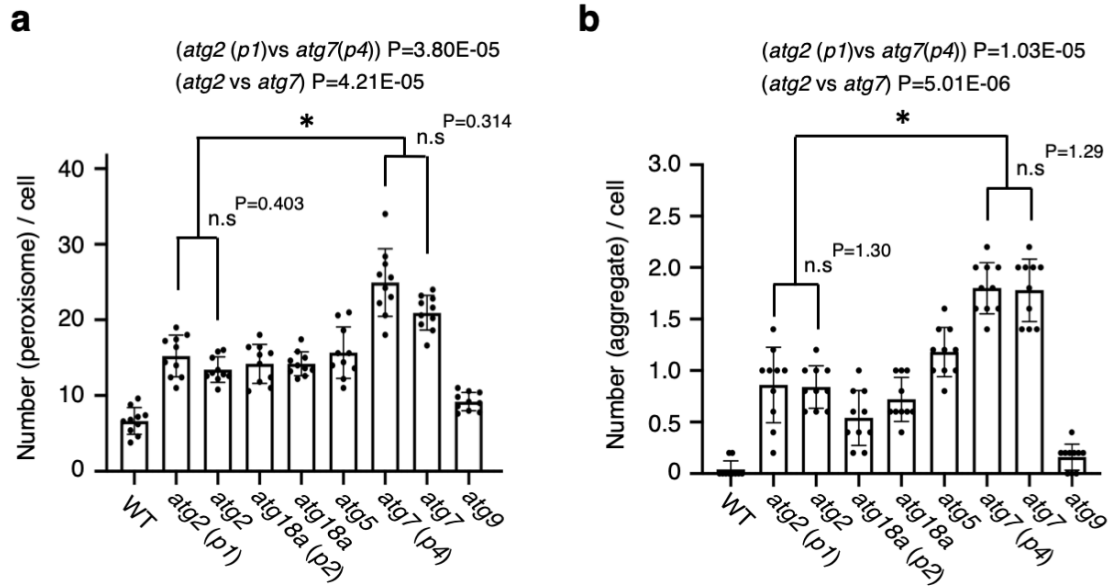 a
(atg2 (p1)vs atg7(p4)) P=3.80E-05
(atg2 vs atg7) P=4.21E-05
*
n.s P=0.314
n.s P=0.403
Number (peroxisome) / cell
40
30
20
10
0
WT
atg2 (p1)
atg2
atg18a (p2)
atg18a
atg5
atg7 (p4)
atg7
atg9
b
(atg2 (p1)vs atg7(p4)) P=1.03E-05
(atg2 vs atg7) P=5.01E-06
*
n.s P=1.29
n.s P=1.30
Number (aggregate) / cell
3.0
2.5
2.0
1.5
1.0
0.5
0
WT
atg2 (p1)
atg2
atg18a (p2)
atg18a
atg5
atg7 (p4)
atg7
atg9